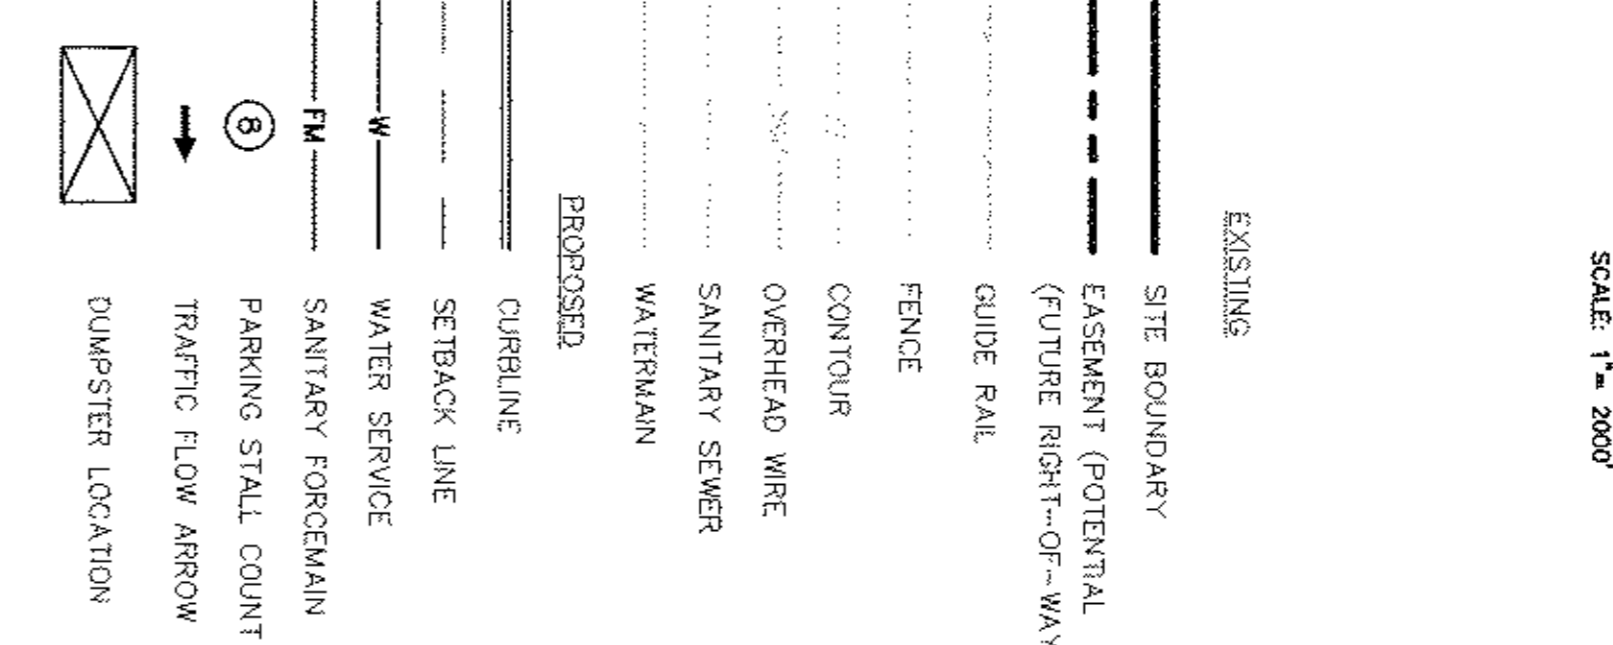 SCALE: 1"= 2000'
EXISTING
SITE BOUNDARY
EASEMENT (POTENTIAL
(FUTURE RIGHT-OF-WAY
GUIDE RAIL
FENCE
CONTOUR
OVERHEAD WIRE
SANITARY SEWER
WATERMAIN
PROPOSED
CURBLINE
SETBACK LINE
W WATER SERVICE
FM SANITARY FORCEMAIN
8 PARKING STALL COUNT
TRAFFIC FLOW ARROW
DUMPSTER LOCATION